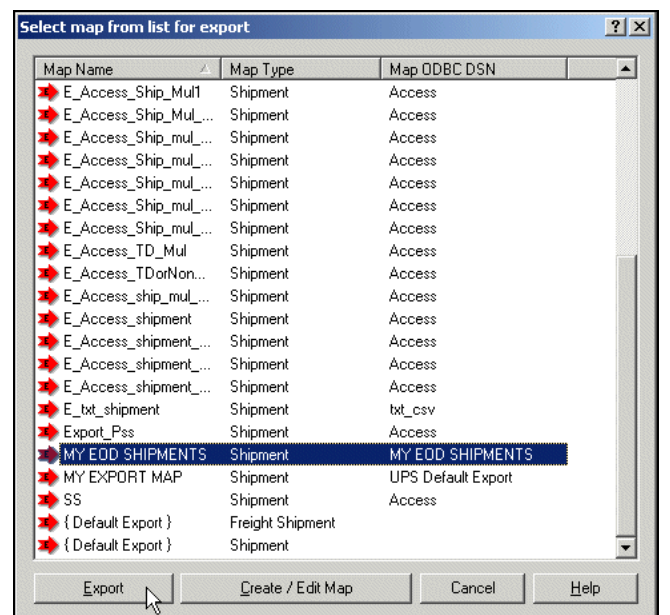 Select map from list for export
Map Name Map Type Map ODBC DSN
E_Access_Ship_Mul1 Shipment Access
E_Access_Ship_Mul_... Shipment Access
E_Access_Ship_mul_... Shipment Access
E_Access_Ship_mul_... Shipment Access
E_Access_Ship_mul_... Shipment Access
E_Access_Ship_mul_... Shipment Access
E_Access_Ship_mul_... Shipment Access
E_Access_TD_Mul Shipment Access
E_Access_TDorNon... Shipment Access
E_Access_ship_mul_... Shipment Access
E_Access_shipment Shipment Access
E_Access_shipment_... Shipment Access
E_Access_shipment_... Shipment Access
E_Access_shipment_... Shipment Access
E_txt_shipment Shipment txt_csv
Export_Pss Shipment Access
MY EOD SHIPMENTS Shipment MY EOD SHIPMENTS
MY EXPORT MAP Shipment UPS Default Export
SS Shipment Access
{ Default Export } Freight Shipment
{ Default Export } Shipment
Export Create / Edit Map Cancel Help